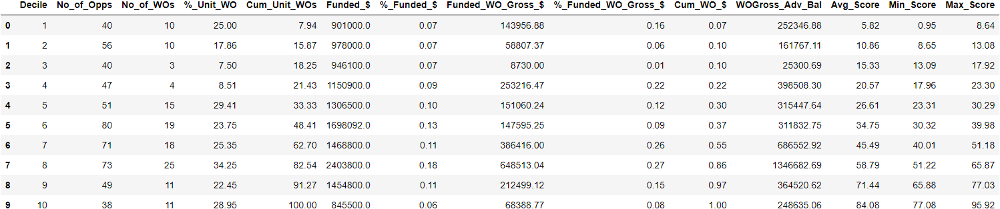 Decile No_of_Opps No_of_WOs %_Unit_WO Cum_Unit_WOs Funded_$ %_Funded_$ Funded_WO_Gross_$ %_Funded_WO_Gross_$ Cum_WO_$ WOGross_Adv_Bal Avg_Score Min_Score Max_Score
0 1 40 10 25.00 7.94 901000.0 0.07 143956.88 0.16 0.07 252346.88 5.82 0.95 8.64
1 2 56 10 17.86 15.87 978000.0 0.07 58807.37 0.06 0.10 161767.11 10.86 8.65 13.08
2 3 40 3 7.50 18.25 946100.0 0.07 8730.00 0.01 0.10 25300.69 15.33 13.09 17.92
3 4 47 4 8.51 21.43 1150900.0 0.09 253216.47 0.22 0.22 398508.30 20.57 17.96 23.30
4 5 51 15 29.41 33.33 1306500.0 0.10 151060.24 0.12 0.30 315447.64 26.61 23.31 30.29
5 6 80 19 23.75 48.41 1698092.0 0.13 147595.25 0.09 0.37 311832.75 34.75 30.32 39.98
6 7 71 18 25.35 62.70 1468800.0 0.11 386416.00 0.26 0.55 686552.92 45.49 40.01 51.18
7 8 73 25 34.25 82.54 2403800.0 0.18 648513.04 0.27 0.86 1346682.69 58.79 51.22 65.87
8 9 49 11 22.45 91.27 1454800.0 0.11 212499.12 0.15 0.97 364520.62 71.44 65.88 77.03
9 10 38 11 28.95 100.00 845500.0 0.06 68388.77 0.08 1.00 248635.06 84.08 77.08 95.92